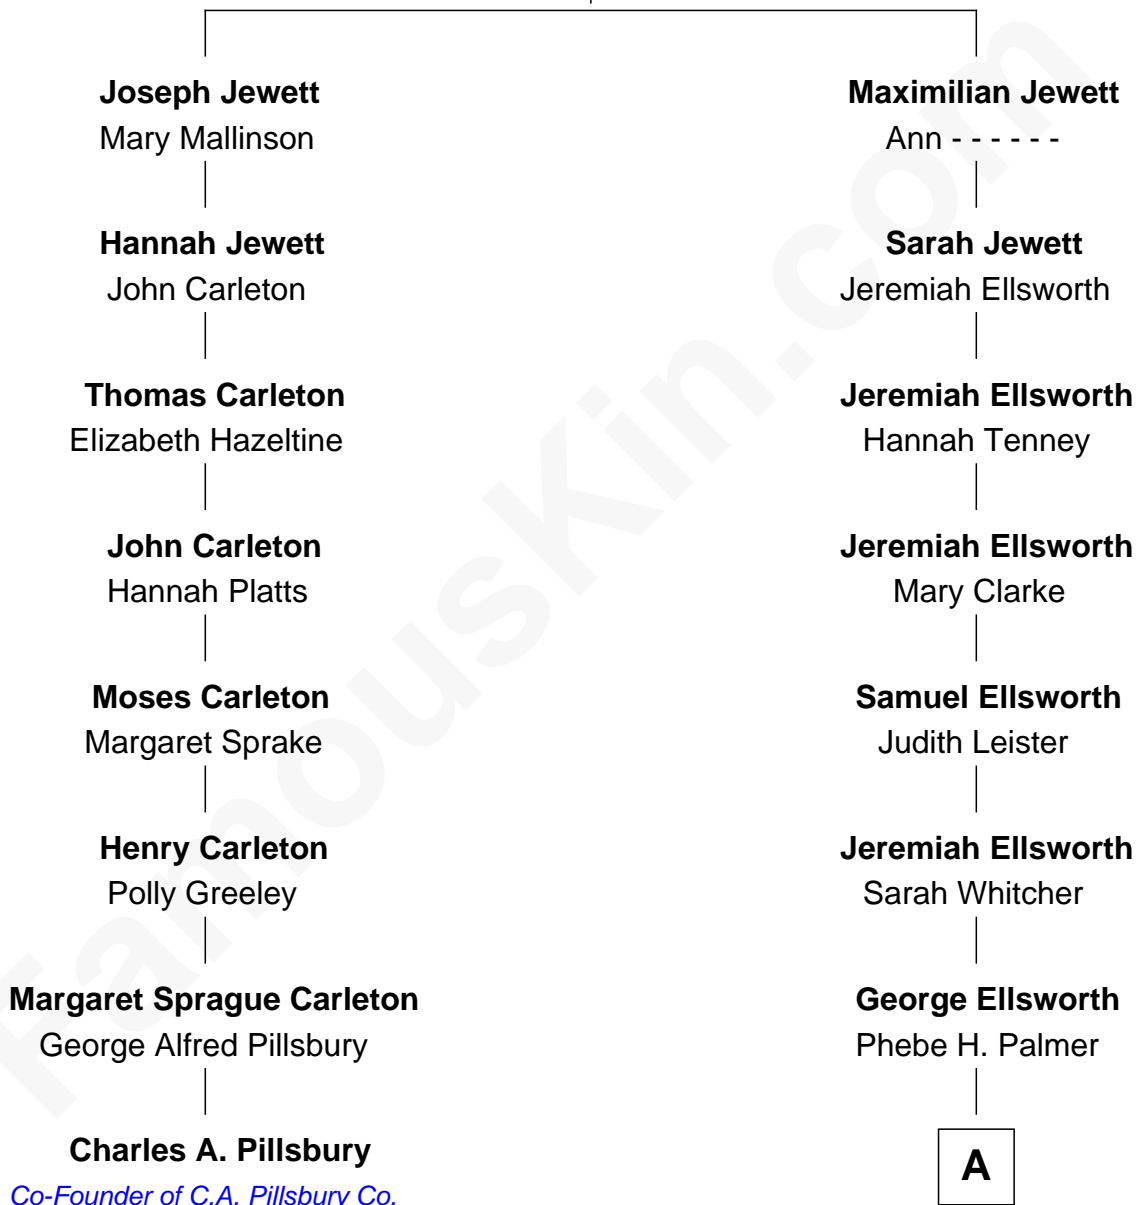 Joseph Jewett
Mary Mallinson
Hannah Jewett
John Carleton
Thomas Carleton
Elizabeth Hazeltine
John Carleton
Hannah Platts
Moses Carleton
Margaret Sprake
Henry Carleton
Polly Greeley
Margaret Sprague Carleton
George Alfred Pillsbury
Charles A. Pillsbury
Co-Founder of C.A. Pillsbury Co.
Maximilian Jewett
Ann - - - - - -
Sarah Jewett
Jeremiah Ellsworth
Jeremiah Ellsworth
Hannah Tenney
Jeremiah Ellsworth
Mary Clarke
Samuel Ellsworth
Judith Leister
Jeremiah Ellsworth
Sarah Whitcher
George Ellsworth
Phebe H. Palmer
A
FamousKin.com